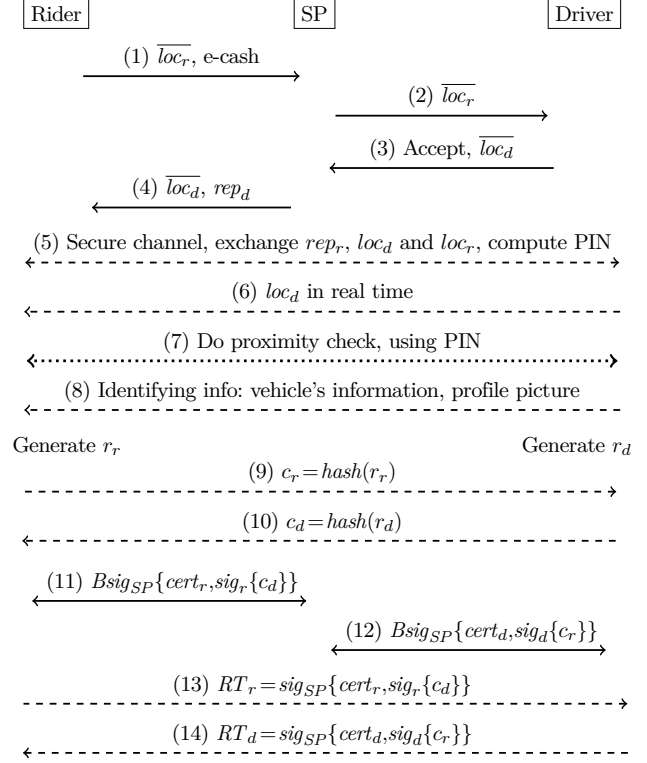 Rider SP Driver
(1) \overline{loc_r}, e-cash
(2) \overline{loc_r}
(3) Accept, \overline{loc_d}
(4) \overline{loc_d}, rep_d
(5) Secure channel, exchange rep_r, loc_d and loc_r, compute PIN
(6) loc_d in real time
(7) Do proximity check, using PIN
(8) Identifying info: vehicle's information, profile picture
Generate r_r Generate r_d
(9) c_r=hash(r_r)
(10) c_d=hash(r_d)
(11) Bsig_{SP}{cert_r,sig_r{c_d}}
(12) Bsig_{SP}{cert_d,sig_d{c_r}}
(13) RT_r=sig_{SP}{cert_r,sig_r{c_d}}
(14) RT_d=sig_{SP}{cert_d,sig_d{c_r}}